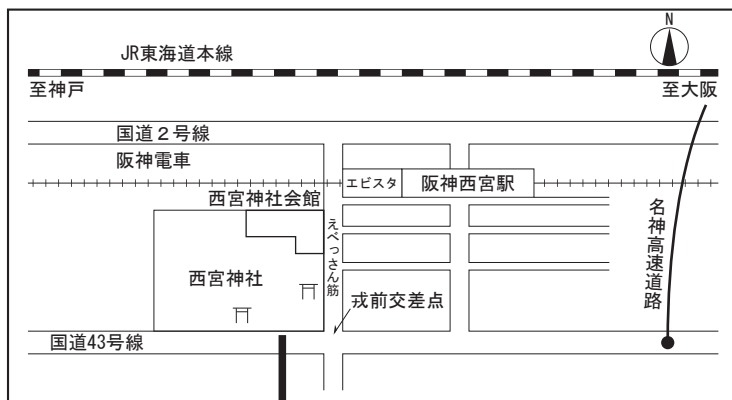 N
JR東海道本線
至神戸
至大阪
国道２号線
阪神電車
エビスタ
阪神西宮駅
西宮神社会館
えべっさん筋
名神高速道路
西宮神社
戎前交差点
国道43号線